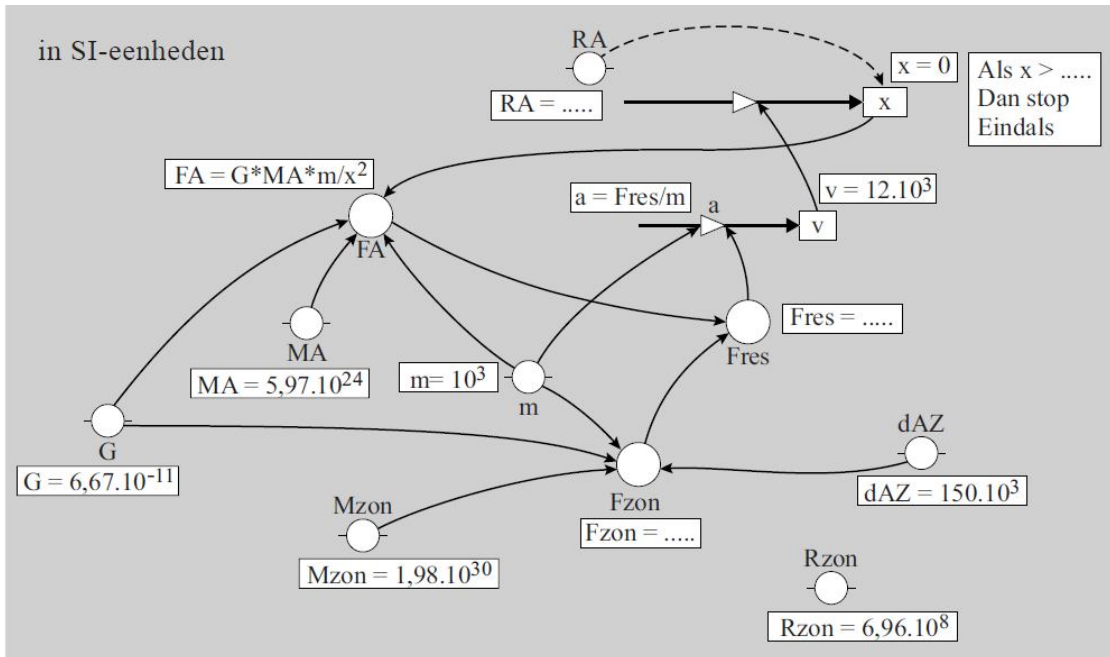 in SI-eenheden
RA
RA = .....
x = 0
x
Als x > .....
Dan stop
Eindals
FA = G*MA*m/x²
FA
a = Fres/m
a
v = 12.10³
v
MA
MA = 5,97.10²⁴
m= 10³
m
Fres
Fres = .....
G
G = 6,67.10⁻¹¹
Mzon
Mzon = 1,98.10³⁰
Fzon
Fzon = .....
dAZ
dAZ = 150.10³
Rzon
Rzon = 6,96.10⁸